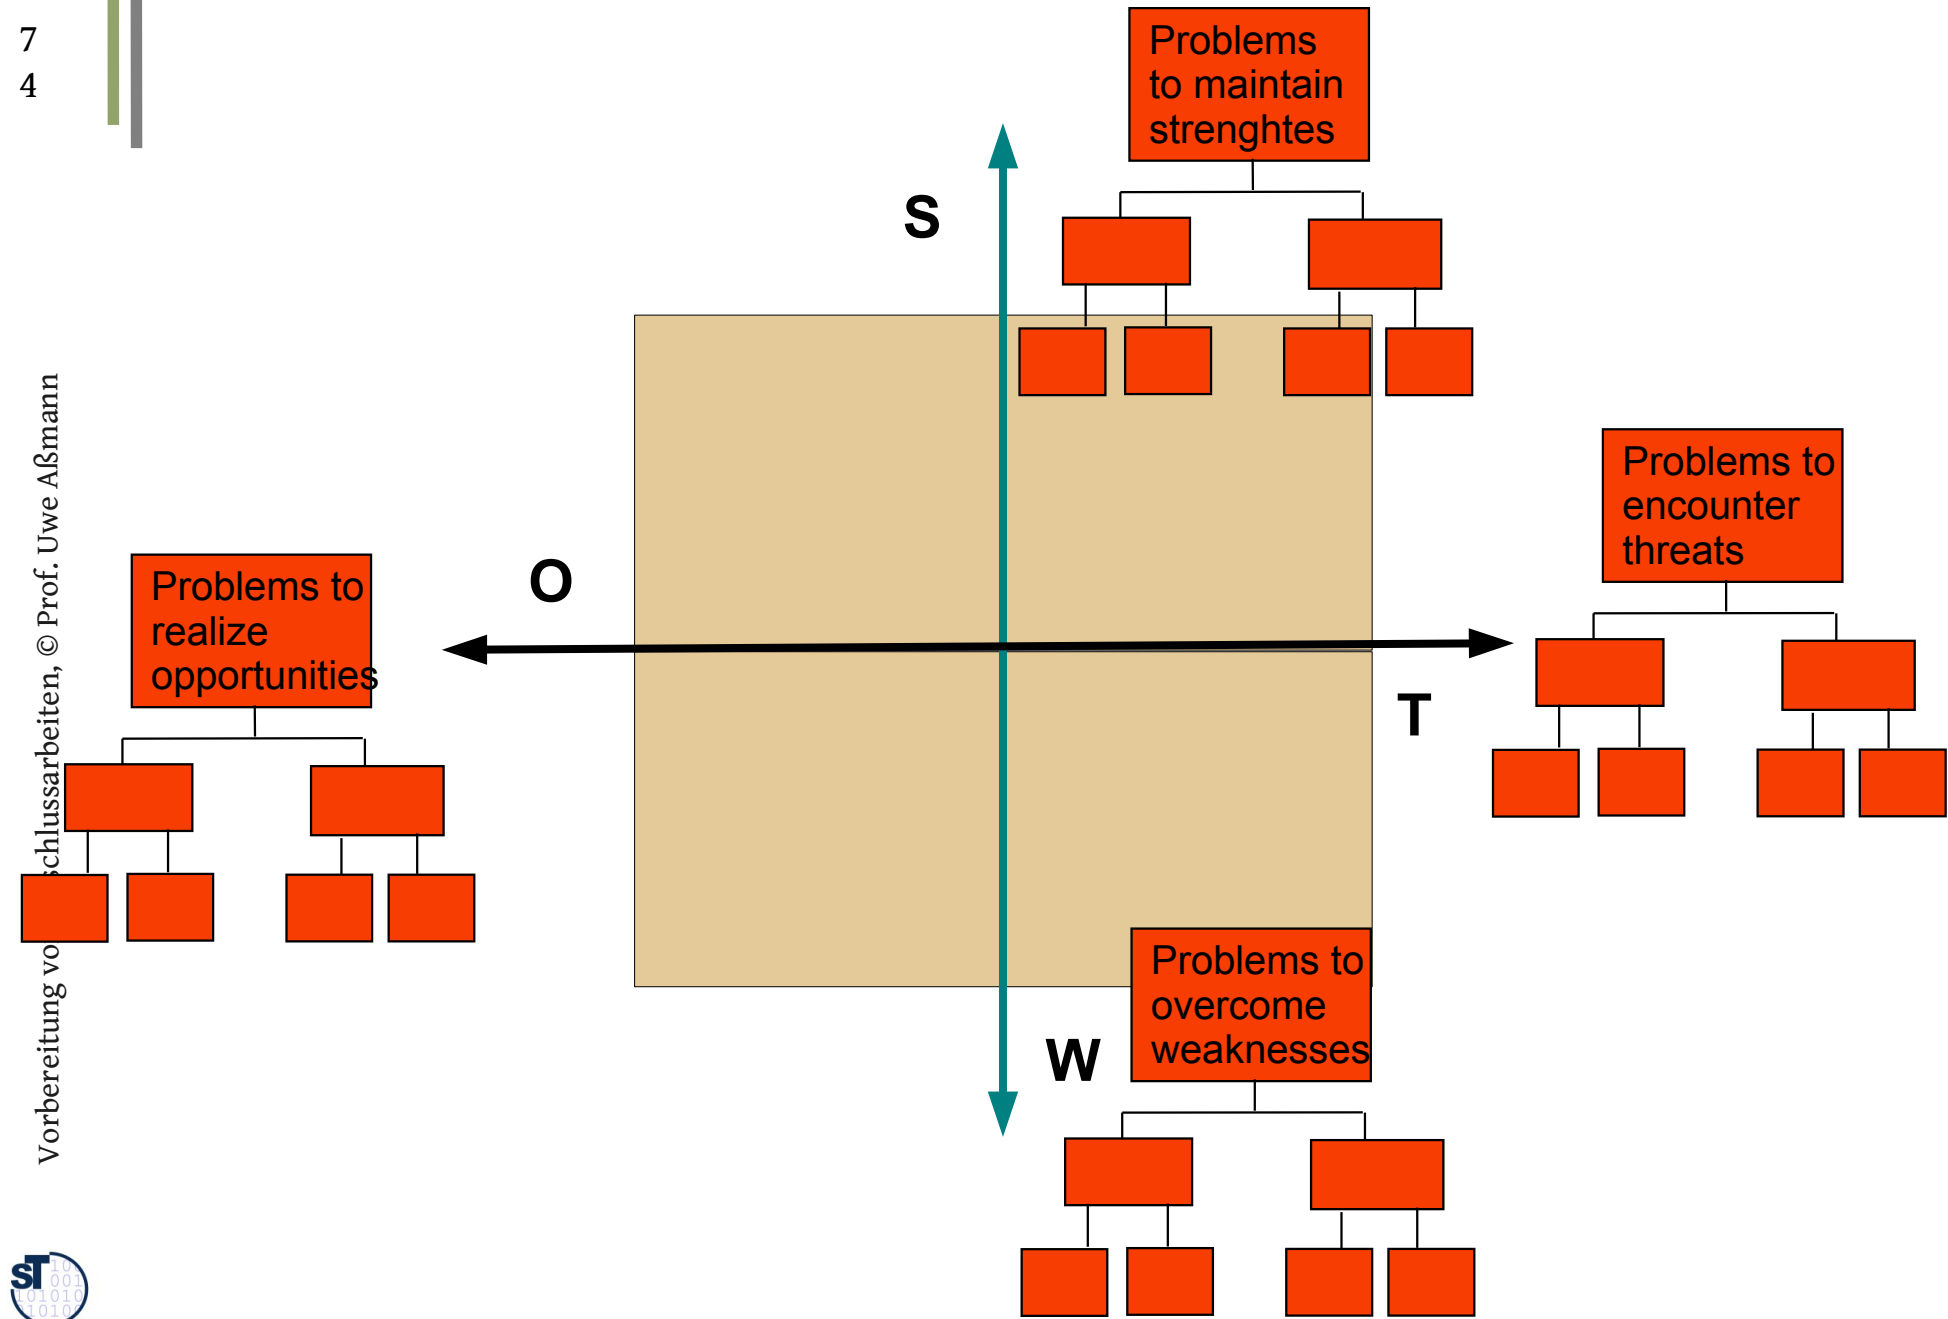 7
4
Problems
to maintain
strenghtes
S
Problems to
encounter
threats
O
Problems to
realize
opportunities
T
Problems to
overcome
weaknesses
W
Vorbereitung vo schlussarbeiten, © Prof. Uwe Aßmann
ST